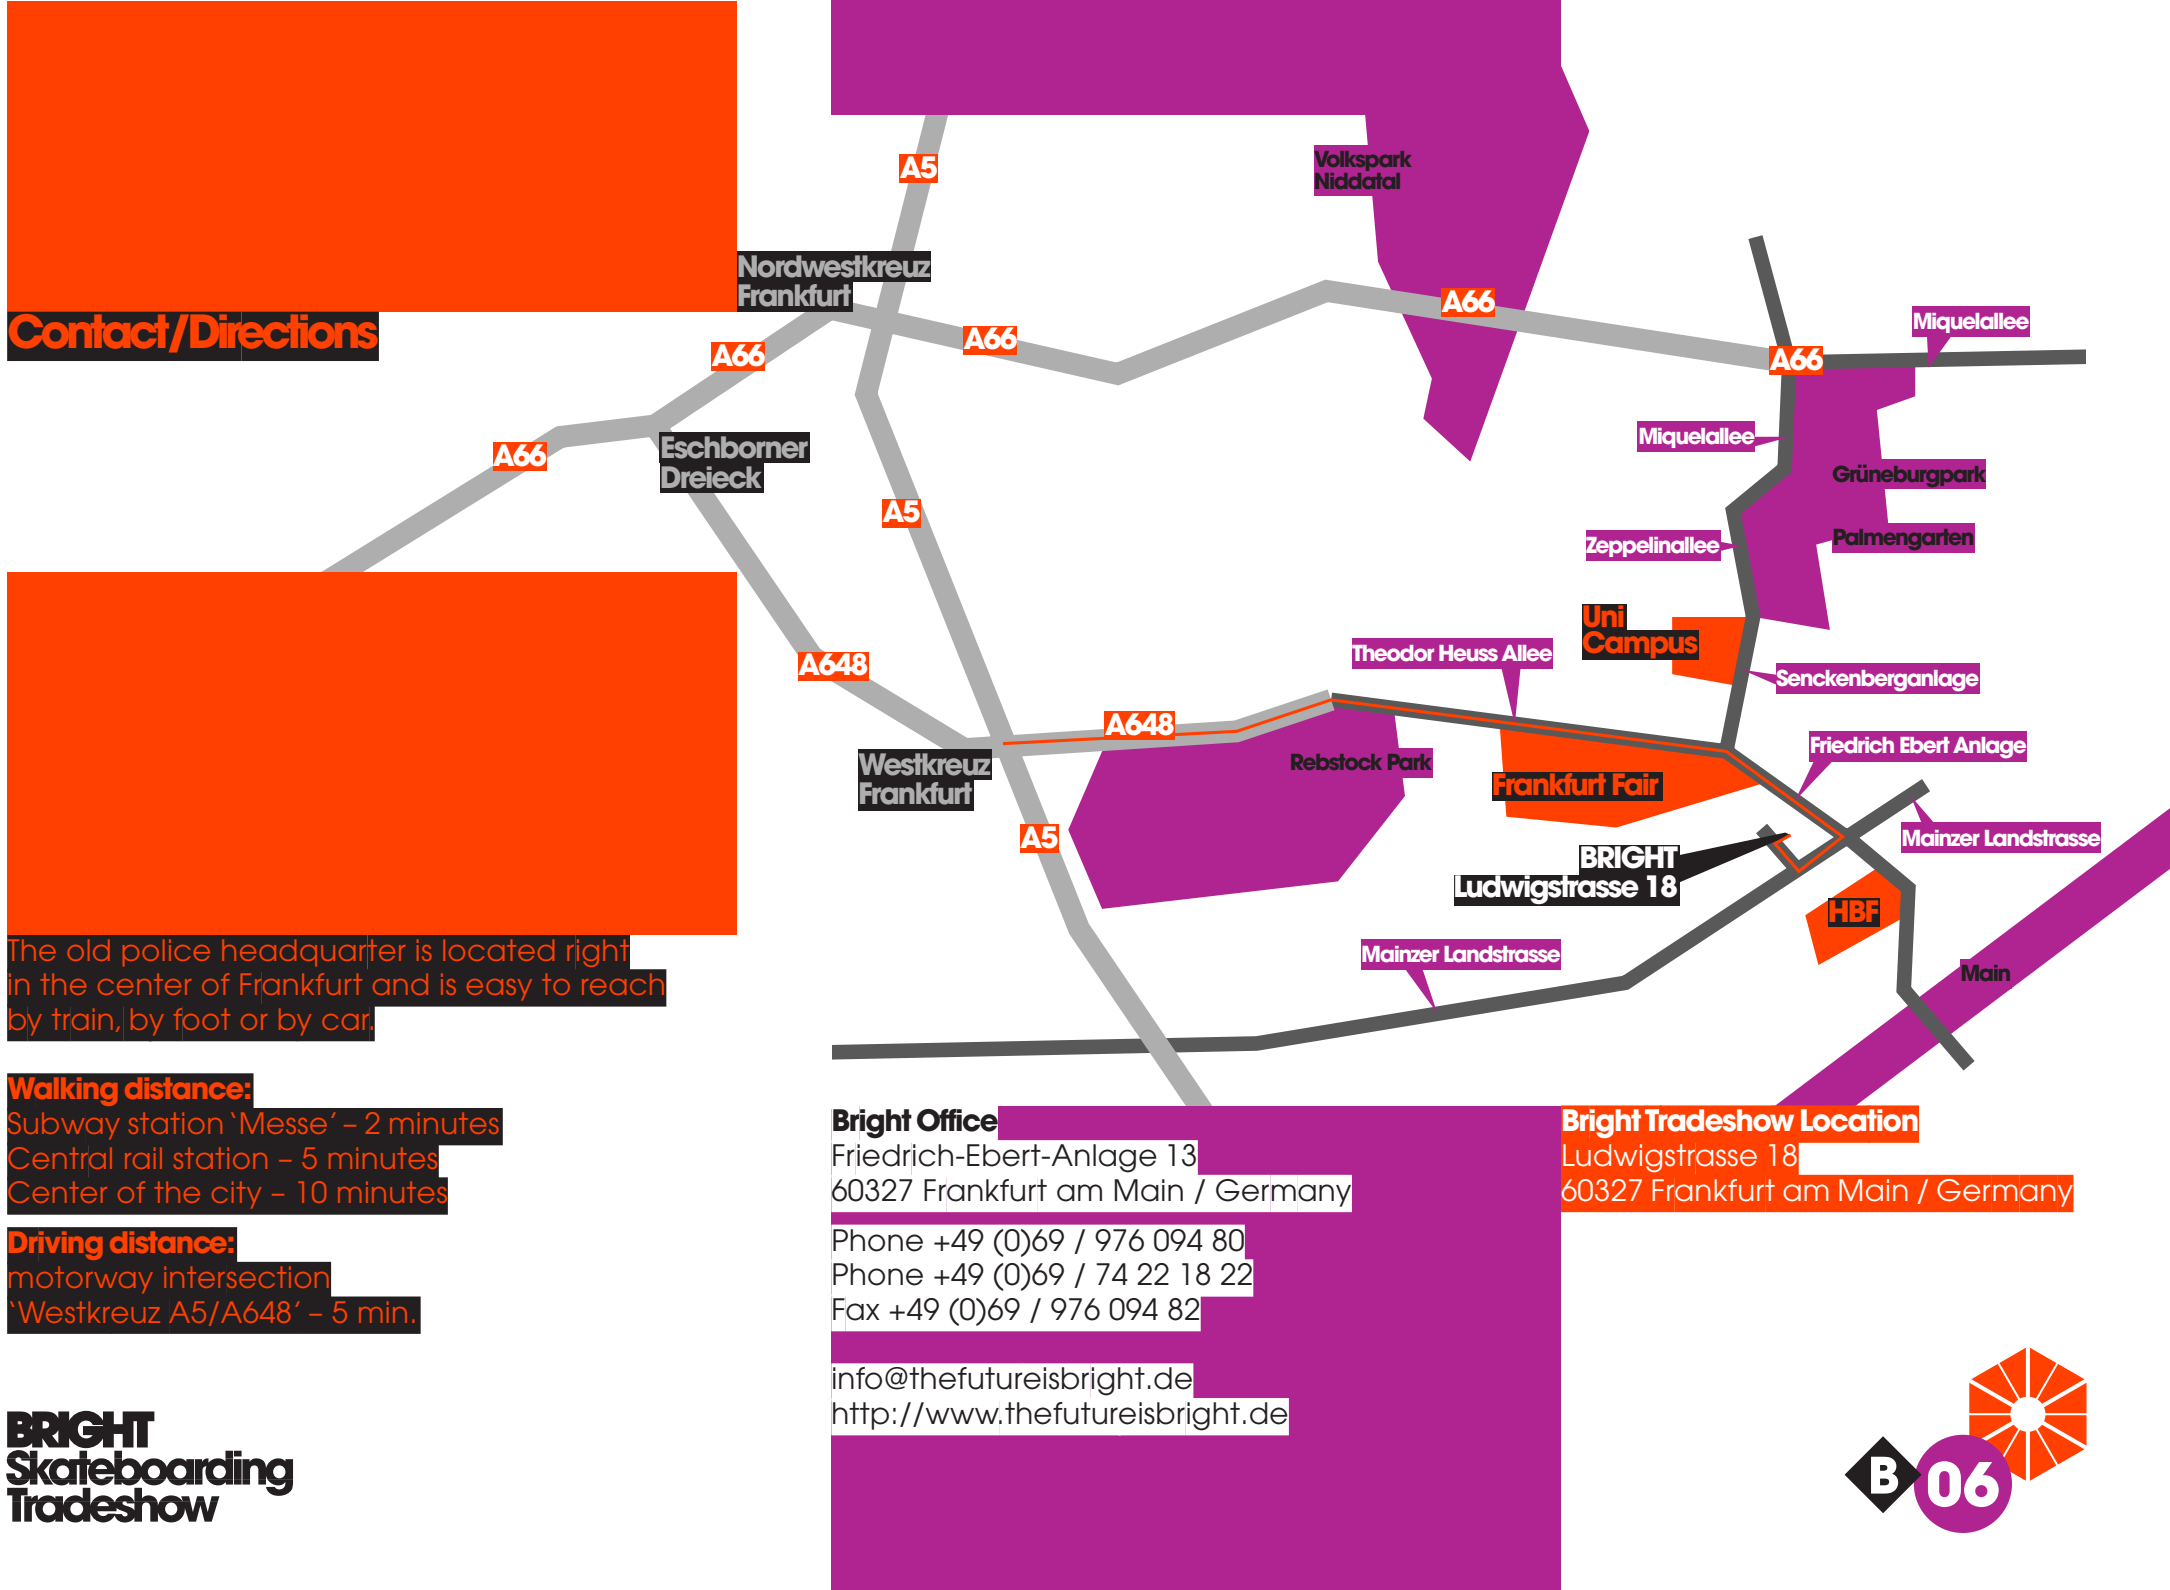 Contact/Directions
The old police headquarter is located right
in the center of Frankfurt and is easy to reach
by train, by foot or by car.
Walking distance:
Subway station ‘Messe’ – 2 minutes
Central rail station – 5 minutes
Center of the city – 10 minutes
Driving distance:
motorway intersection
‘Westkreuz A5/A648’ – 5 min.
BRIGHT
Skateboarding
Tradeshow
A5
Volkspark
Niddatal
Nordwestkreuz
Frankfurt
A66
A66
A66
A66
Miquelallee
A66
Eschborner
Dreieck
Miquelallee
Grüneburgpark
A5
Zeppelinallee
Palmengarten
Uni
Campus
A648
Theodor Heuss Allee
Senckenberganlage
A648
Friedrich Ebert Anlage
Westkreuz
Frankfurt
Rebstock Park
Frankfurt Fair
A5
Mainzer Landstrasse
BRIGHT
Ludwigstrasse 18
HBF
Mainzer Landstrasse
Main
Bright Office
Friedrich-Ebert-Anlage 13
60327 Frankfurt am Main / Germany
Phone +49 (0)69 / 976 094 80
Phone +49 (0)69 / 74 22 18 22
Fax +49 (0)69 / 976 094 82
info@thefutureisbright.de
http://www.thefutureisbright.de
Bright Tradeshow Location
Ludwigstrasse 18
60327 Frankfurt am Main / Germany
B 06